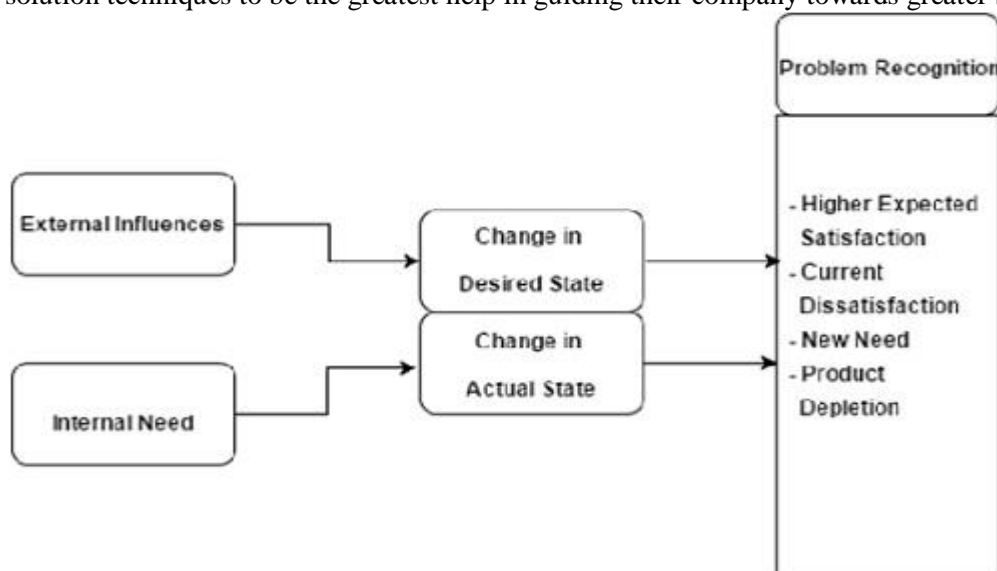 solution techniques to be the greatest help in guiding their company towards greater
Problem Recognition
External Influences
Change in
Desired State
Change in
Actual State
Internal Need
- Higher Expected
Satisfaction
- Current
Dissatisfaction
- New Need
- Product
Depletion